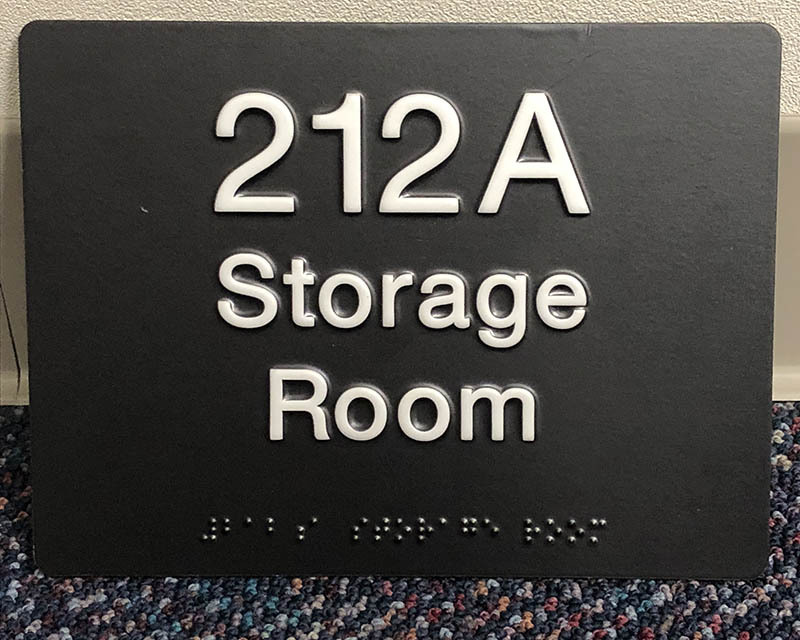 212A
Storage
Room
⠼⠃⠁⠃⠰⠁ ⠎⠞⠕⠗⠁⠛⠑ ⠗⠕⠕⠍